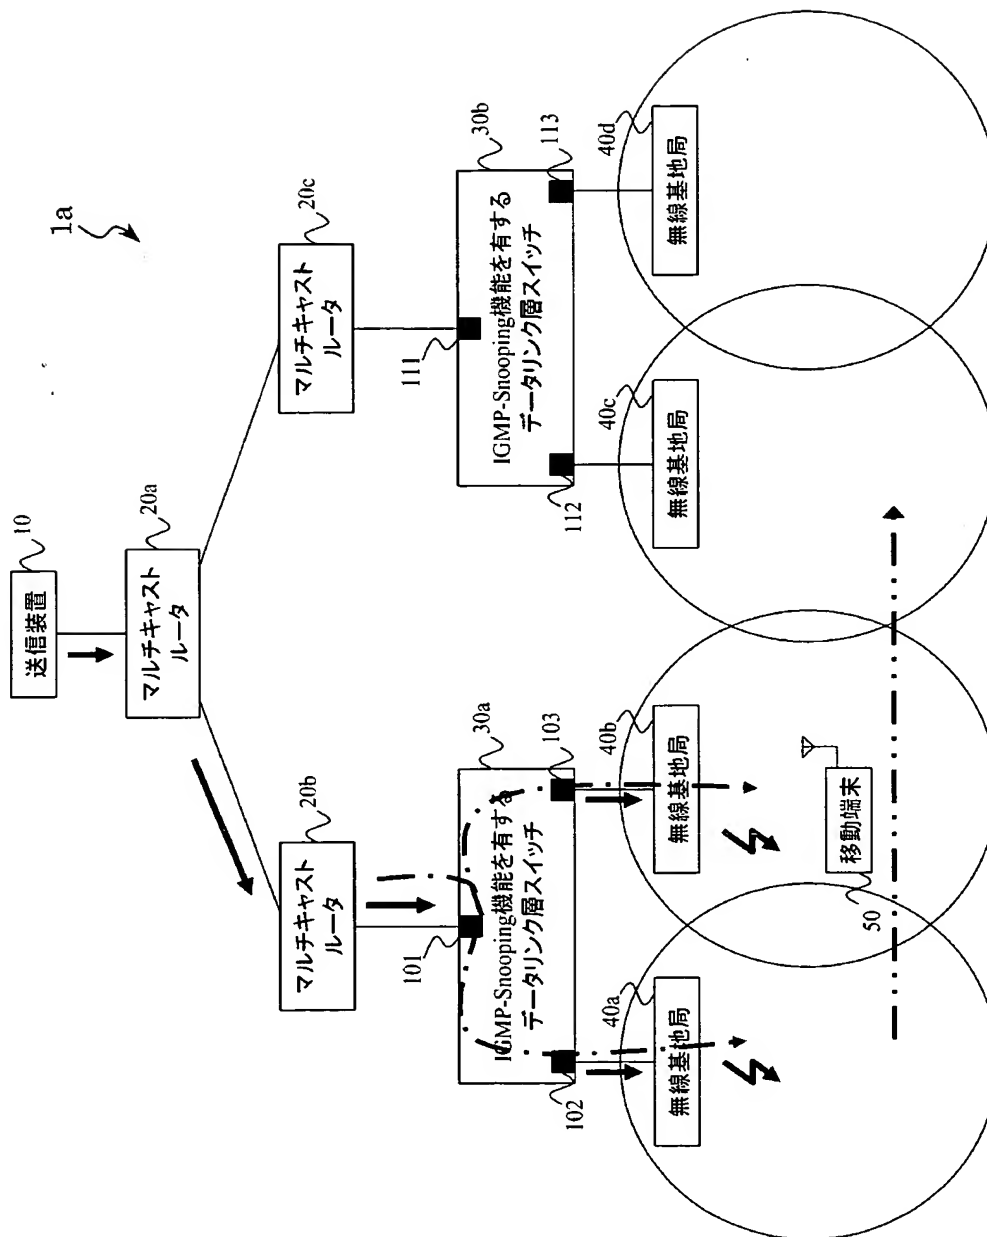 1a
10
送信装置
20a
マルチキャスト
ルータ
20b
マルチキャスト
ルータ
20c
マルチキャスト
ルータ
101
30a
IGMP-Snooping機能を有する
データリンク層スイッチ
102
103
111
30b
IGMP-Snooping機能を有する
データリンク層スイッチ
112
113
40a
無線基地局
40b
無線基地局
40c
無線基地局
40d
無線基地局
移動端末
50